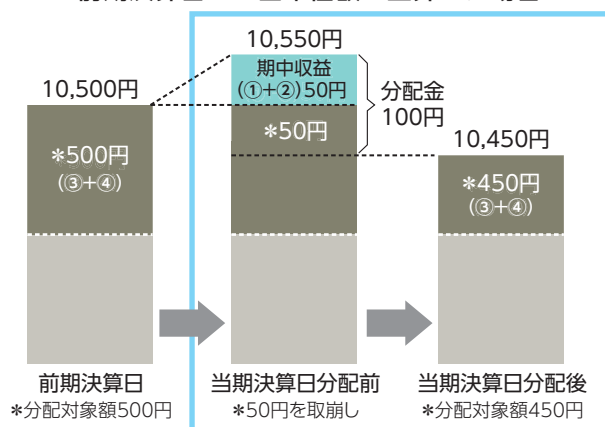 10,550円
期中収益
(①+②)50円
分配金
100円
10,500円
*500円
(③+④)
*50円
10,450円
*450円
(③+④)
前期決算日
*分配対象額500円
当期決算日分配前
*50円を取崩し
当期決算日分配後
*分配対象額450円